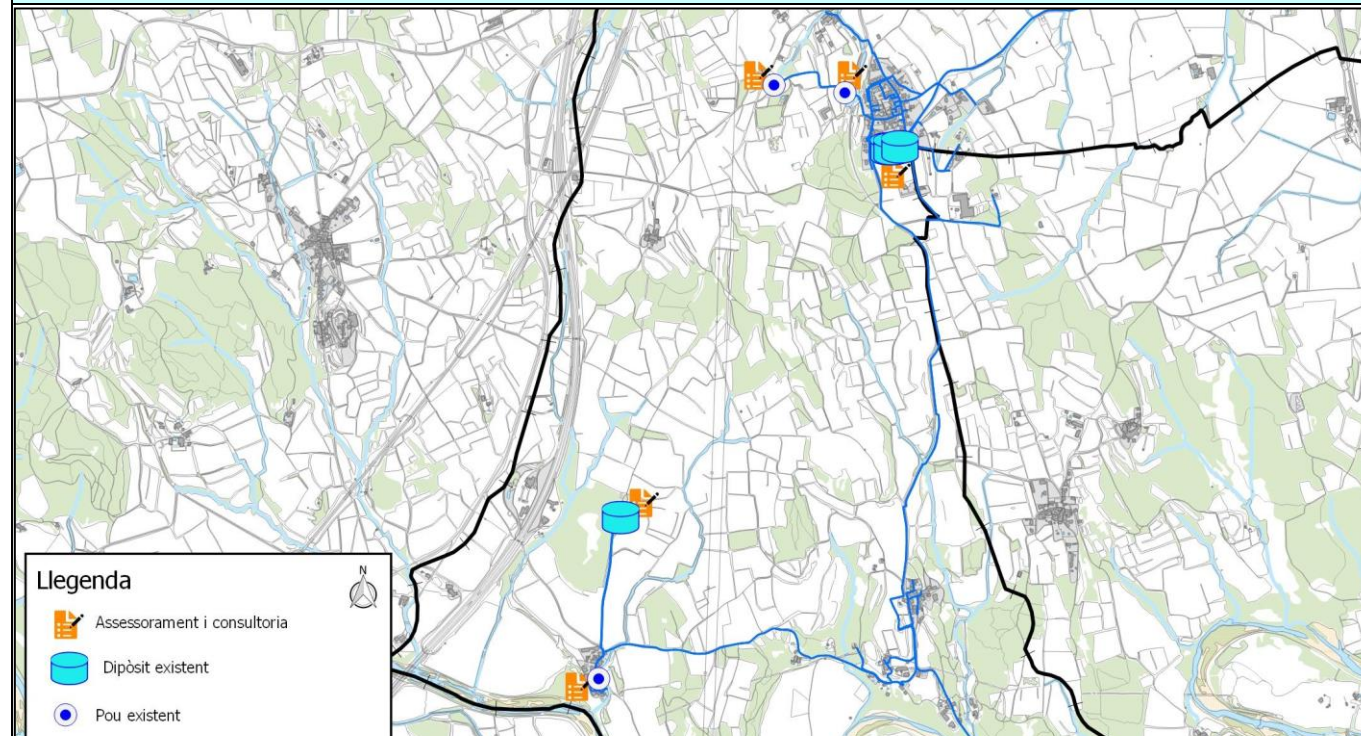 Llegenda
N
Assessorament i consultoria
Dipòsit existent
Pou existent